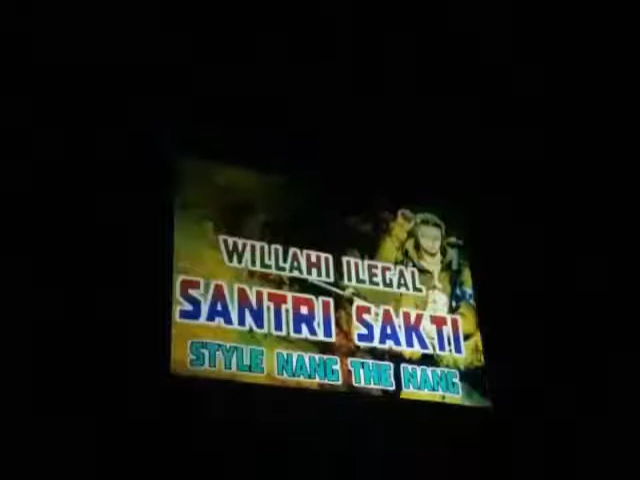 WILLAHI ILEGAL
SANTRI SAKTI
STYLE NANG THE NANG